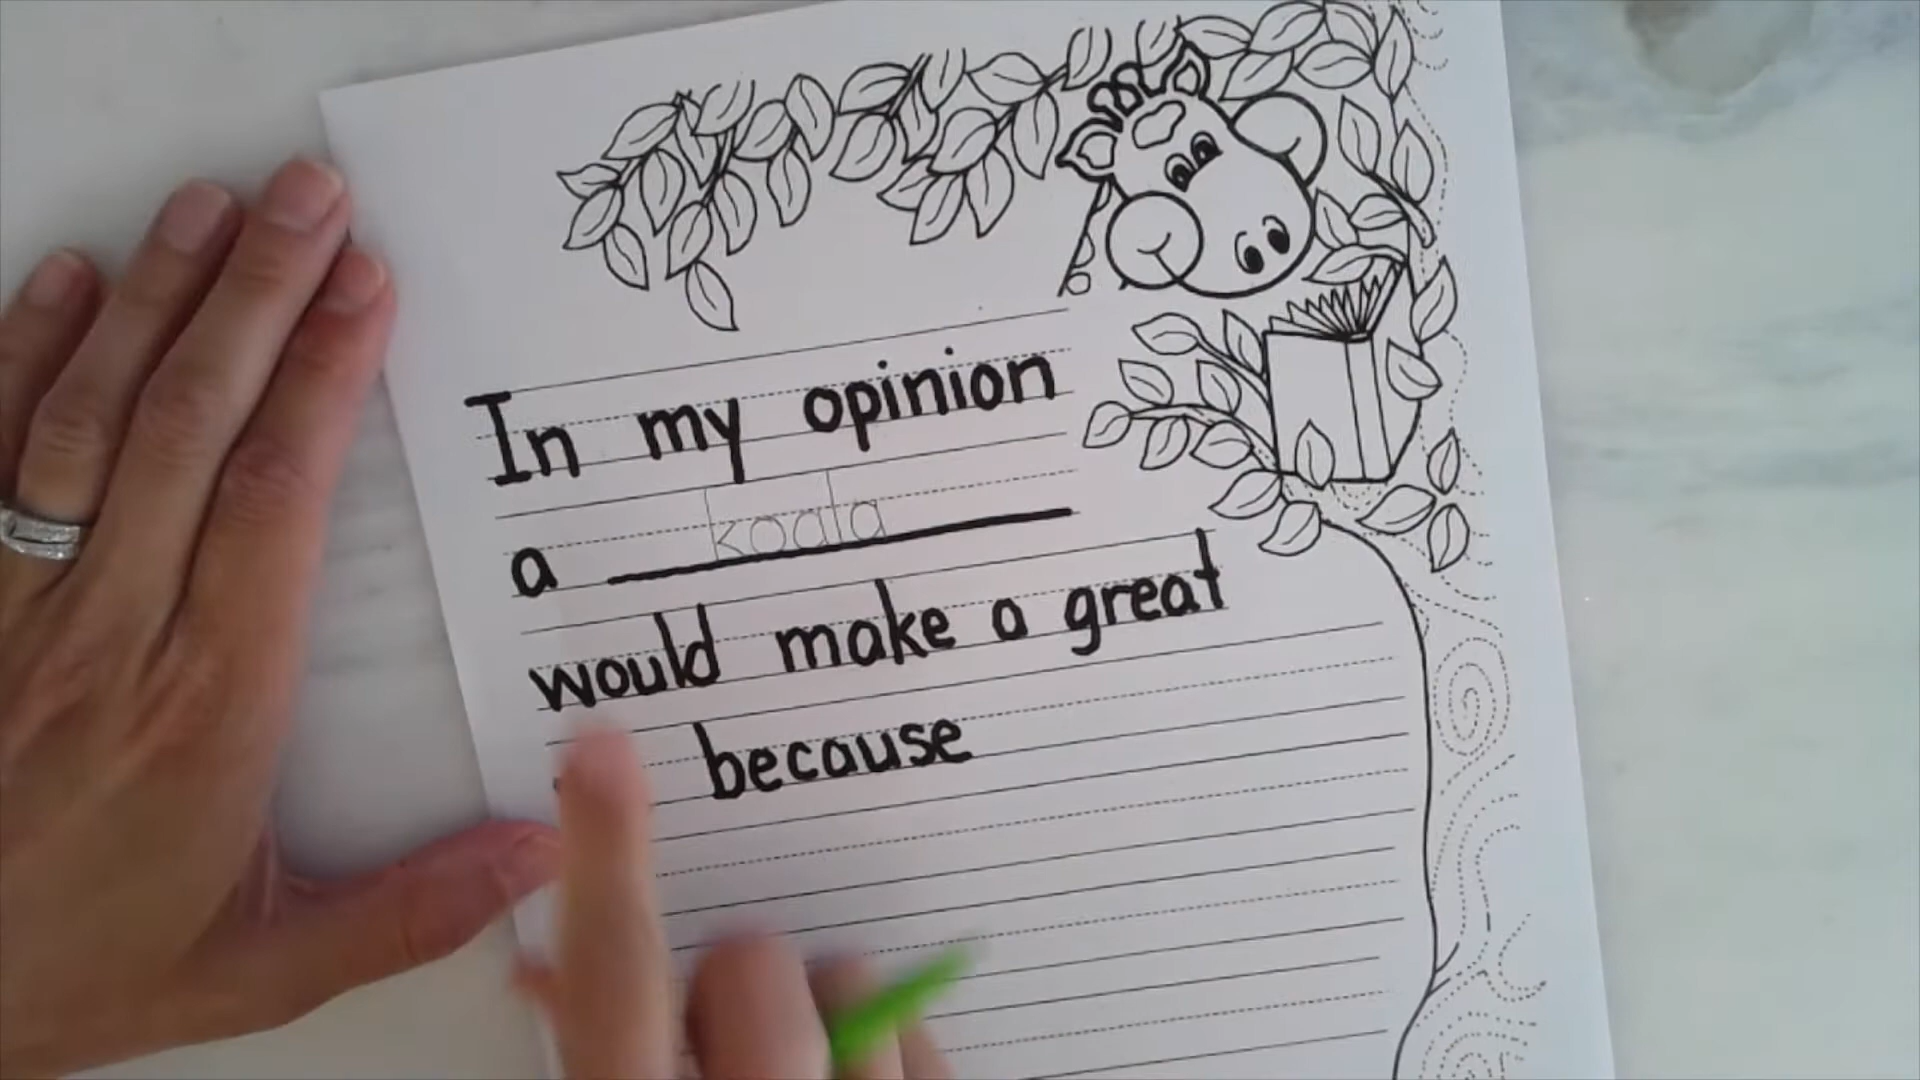 In my opinion
a koala
would make a great
because